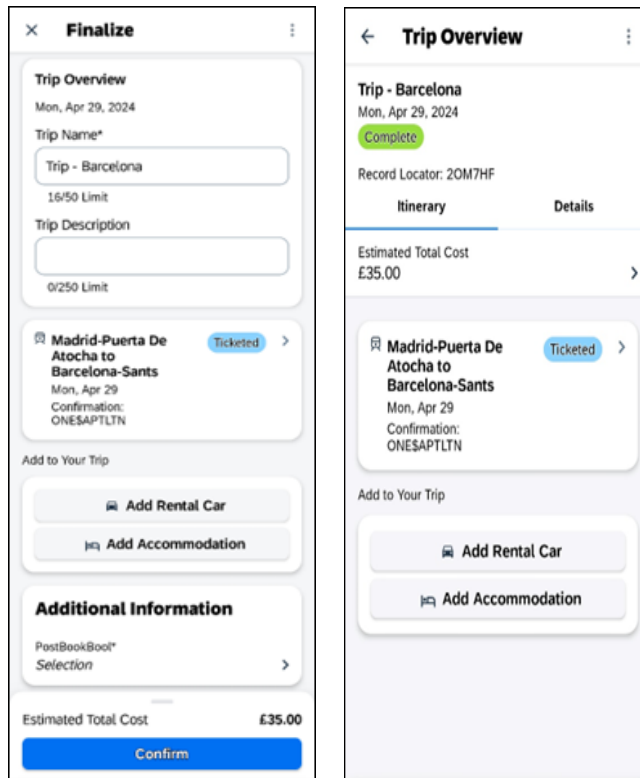 Finalize
Trip Overview
Mon, Apr 29, 2024
Trip Name*
Trip - Barcelona
16/50 Limit
Trip Description
0/250 Limit
Madrid-Puerta De
Atocha to
Barcelona-Sants
Ticketed
Mon, Apr 29
Confirmation:
ONE$APTLTN
Add to Your Trip
Add Rental Car
Add Accommodation
Additional Information
PostBookBool*
Selection
Estimated Total Cost £35.00
Confirm
Trip Overview
Trip - Barcelona
Mon, Apr 29, 2024
Complete
Record Locator: 2OM7HF
Itinerary Details
Estimated Total Cost
£35.00
Madrid-Puerta De
Atocha to
Barcelona-Sants
Ticketed
Mon, Apr 29
Confirmation:
ONE$APTLTN
Add to Your Trip
Add Rental Car
Add Accommodation